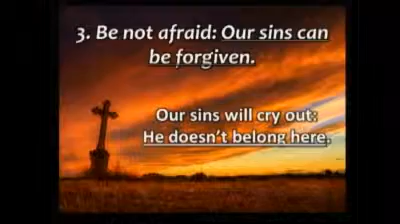 3. Be not afraid: Our sins can
be forgiven.
Our sins will cry out:
He doesn't belong here.